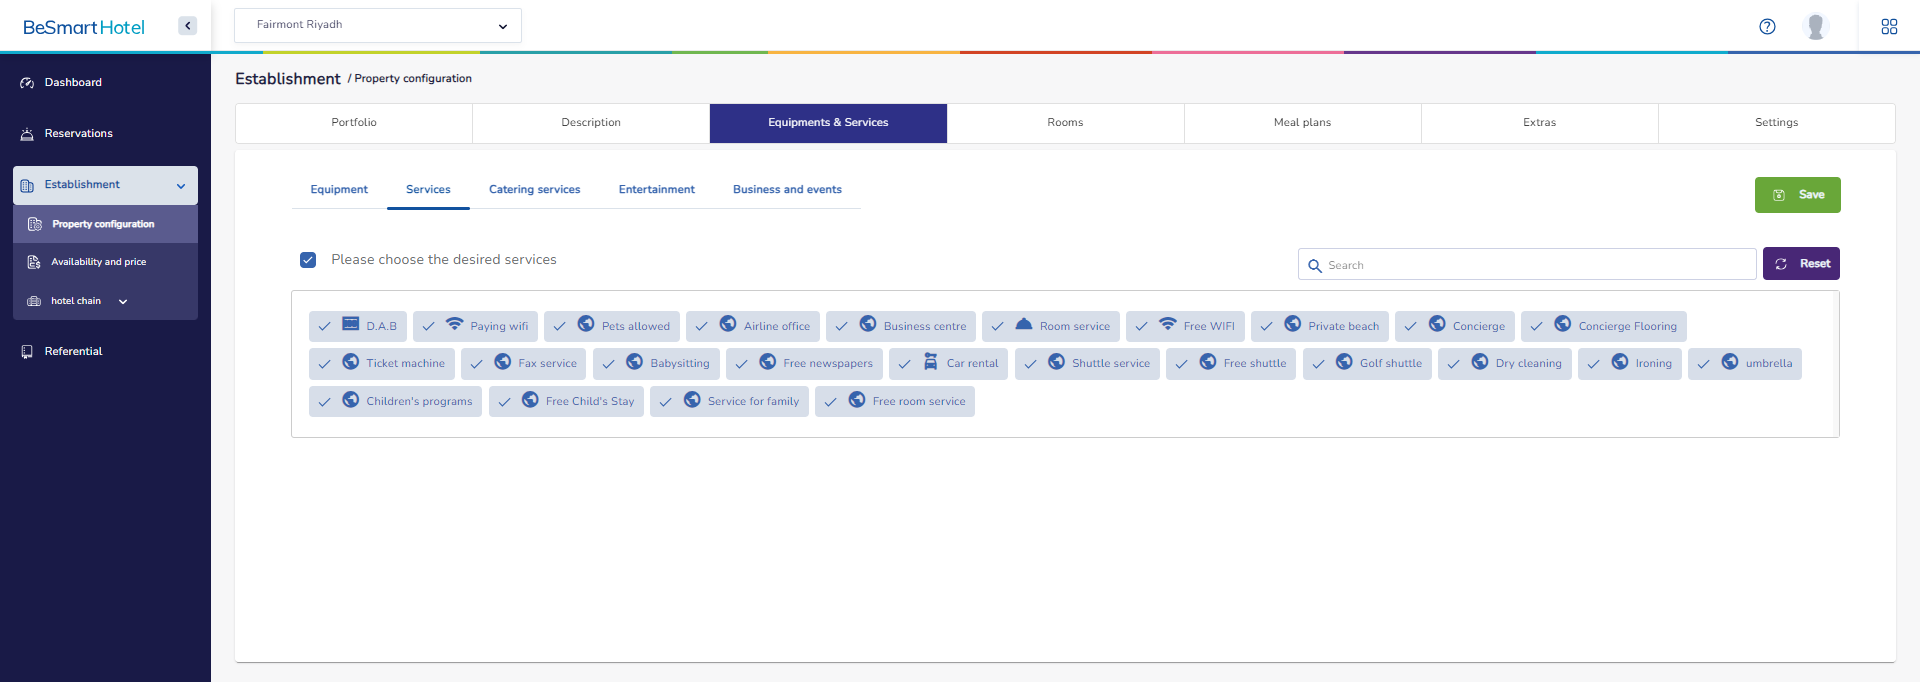 BeSmartHotel
Fairmont Riyadh
Dashboard
Reservations
Establishment
Property configuration
Availability and price
hotel chain
Referential
Establishment / Property configuration
Portfolio Description Equipments & Services Rooms Meal plans Extras Settings
Equipment Services Catering services Entertainment Business and events
Save
Please choose the desired services
Search
Reset
D.A.B Paying wifi Pets allowed Airline office Business centre Room service Free WIFI Private beach Concierge Concierge Flooring
Ticket machine Fax service Babysitting Free newspapers Car rental Shuttle service Free shuttle Golf shuttle Dry cleaning Ironing umbrella
Children's programs Free Child's Stay Service for family Free room service